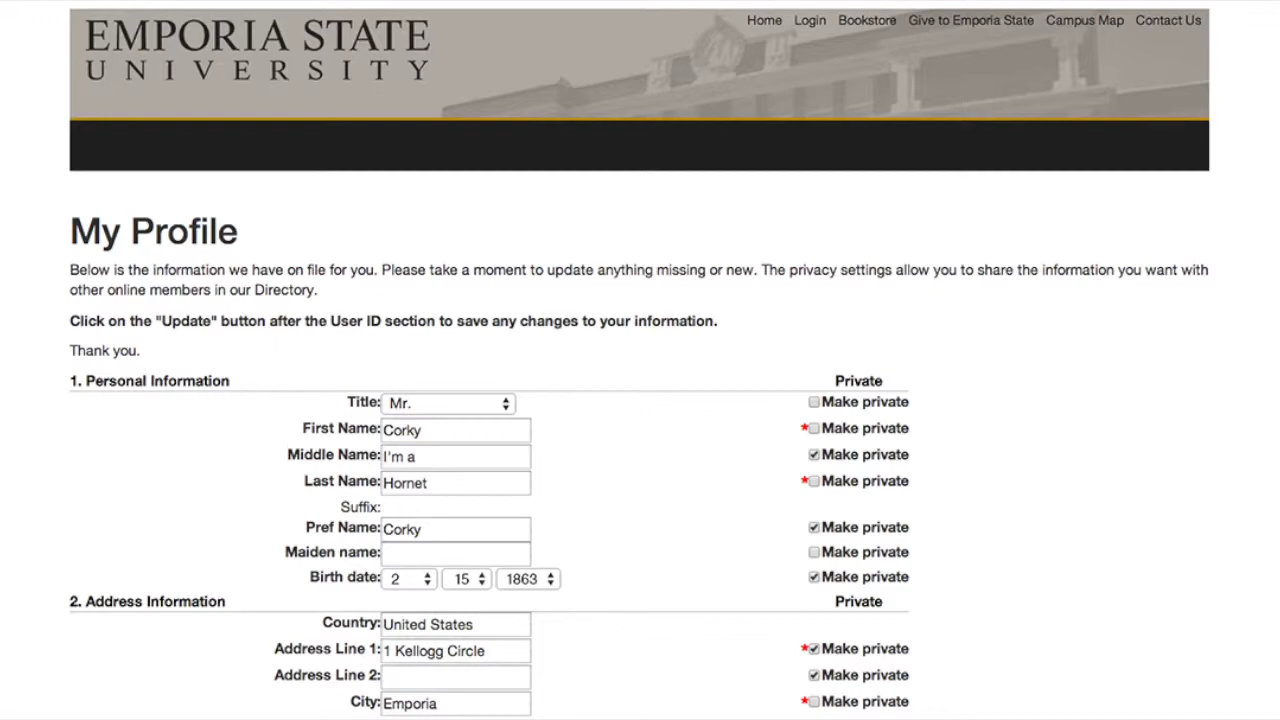 EMPORIA STATE
UNIVERSITY
Home Login Bookstore Give to Emporia State Campus Map Contact Us
My Profile
Below is the information we have on file for you. Please take a moment to update anything missing or new. The privacy settings allow you to share the information you want with
other online members in our Directory.
Click on the "Update" button after the User ID section to save any changes to your information.
Thank you.
1. Personal Information Private
Title: Mr. Make private
First Name: Corky *Make private
Middle Name: I'm a Make private
Last Name: Hornet *Make private
Suffix:
Pref Name: Corky Make private
Maiden name: Make private
Birth date: 2 15 1863 Make private
2. Address Information Private
Country: United States
Address Line 1: 1 Kellogg Circle *Make private
Address Line 2: Make private
City: Emporia *Make private